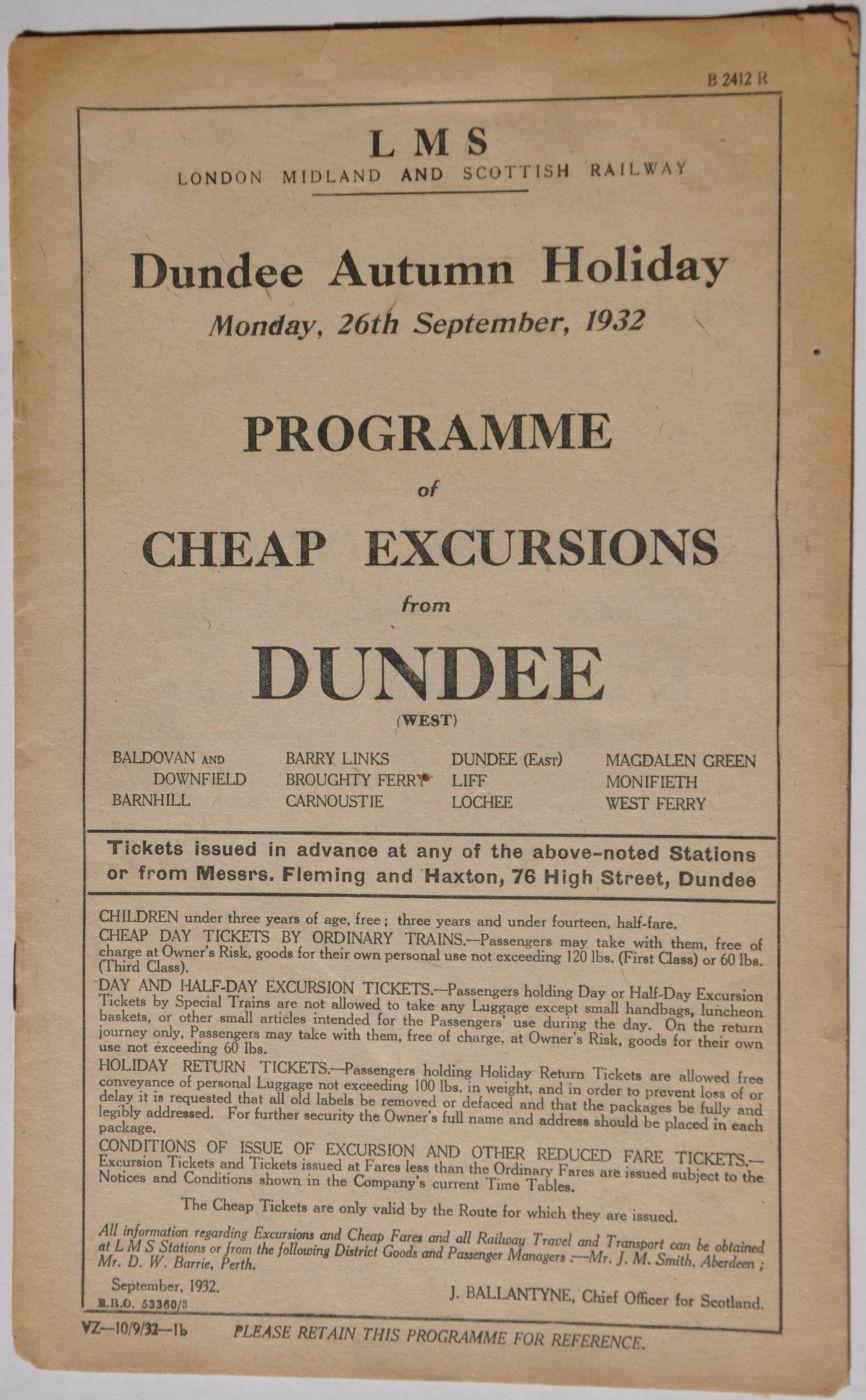 B 2412 R
L M S
LONDON MIDLAND AND SCOTTISH RAILWAY
Dundee Autumn Holiday
Monday, 26th September, 1932
PROGRAMME
of
CHEAP EXCURSIONS
from
DUNDEE
(WEST)
BALDOVAN AND BARRY LINKS DUNDEE (EAST) MAGDALEN GREEN
DOWNFIELD BROUGHTY FERRY LIFF MONIFIETH
BARNHILL CARNOUSTIE LOCHEE WEST FERRY
Tickets issued in advance at any of the above-noted Stations
or from Messrs. Fleming and Haxton, 76 High Street, Dundee
CHILDREN under three years of age, free; three years and under fourteen, half-fare.
CHEAP DAY TICKETS BY ORDINARY TRAINS.—Passengers may take with them, free of
charge at Owner's Risk, goods for their own personal use not exceeding 120 lbs. (First Class) or 60 lbs.
(Third Class).
DAY AND HALF-DAY EXCURSION TICKETS.—Passengers holding Day or Half-Day Excursion
Tickets by Special Trains are not allowed to take any Luggage except small handbags, luncheon
baskets, or other small articles intended for the Passengers' use during the day. On the return
journey only, Passengers may take with them, free of charge, at Owner's Risk, goods for their own
use not exceeding 60 lbs.
HOLIDAY RETURN TICKETS.—Passengers holding Holiday Return Tickets are allowed free
conveyance of personal Luggage not exceeding 100 lbs. in weight, and in order to prevent loss of or
delay it is requested that all old labels be removed or defaced and that the packages be fully and
legibly addressed. For further security the Owner's full name and address should be placed in each
package.
CONDITIONS OF ISSUE OF EXCURSION AND OTHER REDUCED FARE TICKETS.—
Excursion Tickets and Tickets issued at Fares less than the Ordinary Fares are issued subject to the
Notices and Conditions shown in the Company's current Time Tables.
The Cheap Tickets are only valid by the Route for which they are issued.
All information regarding Excursions and Cheap Fares and all Railway Travel and Transport can be obtained
at L M S Stations or from the following District Goods and Passenger Managers :—Mr. J. M. Smith, Aberdeen ;
Mr. D. W. Barrie, Perth.
September, 1932. J. BALLANTYNE, Chief Officer for Scotland.
E.R.O. 53360/3
VZ—10/9/32—1b PLEASE RETAIN THIS PROGRAMME FOR REFERENCE.